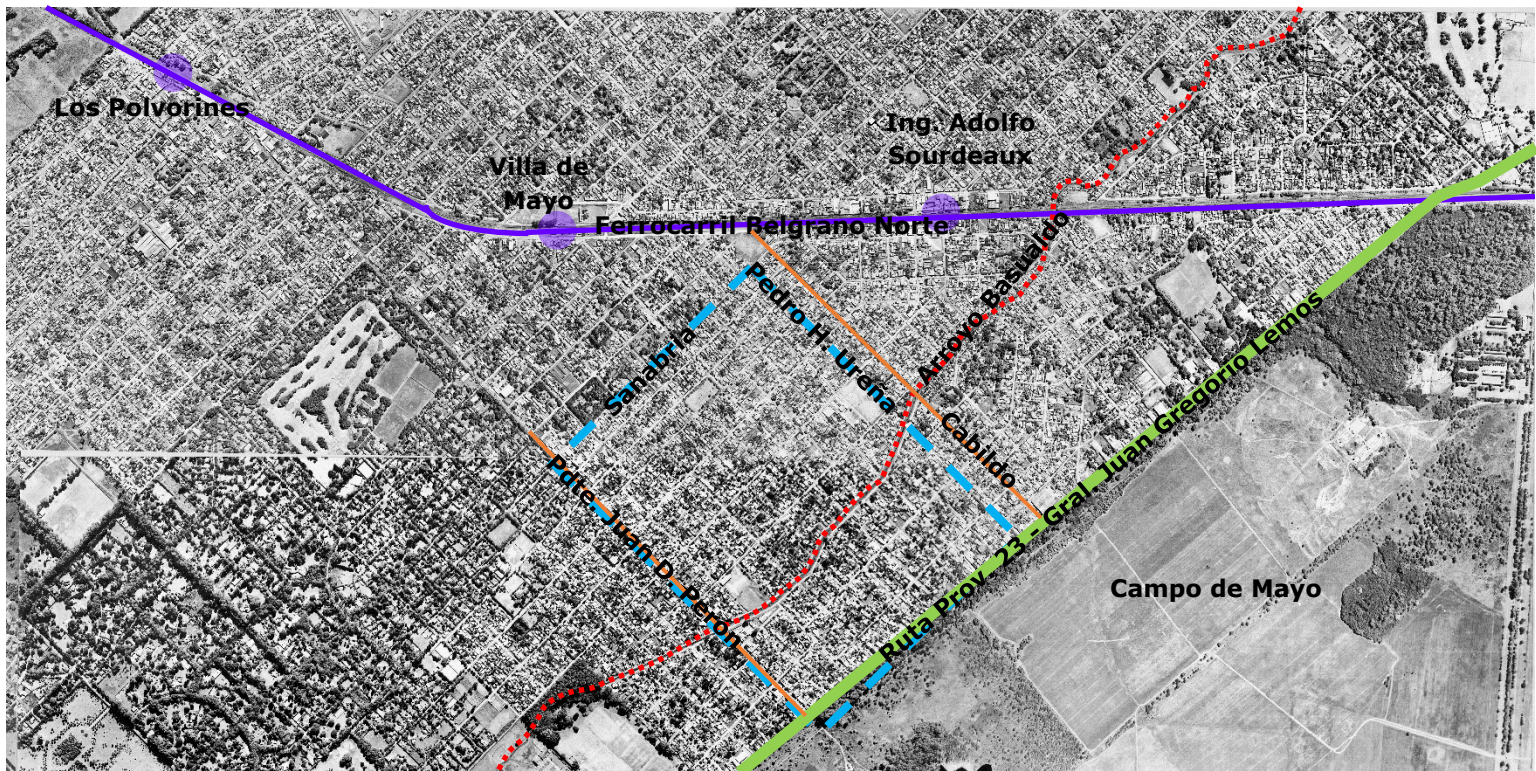 Los Polvorines
Villa de
Mayo
Ing. Adolfo
Sourdeaux
Ferrocarril Belgrano Norte
Arroyo Basualdo
Pedro H. Ureña
Sanabria
Cabildo
Pdte. Juan D. Perón
Ruta Prov. 23 - Gral. Juan Gregorio Lemos
Campo de Mayo